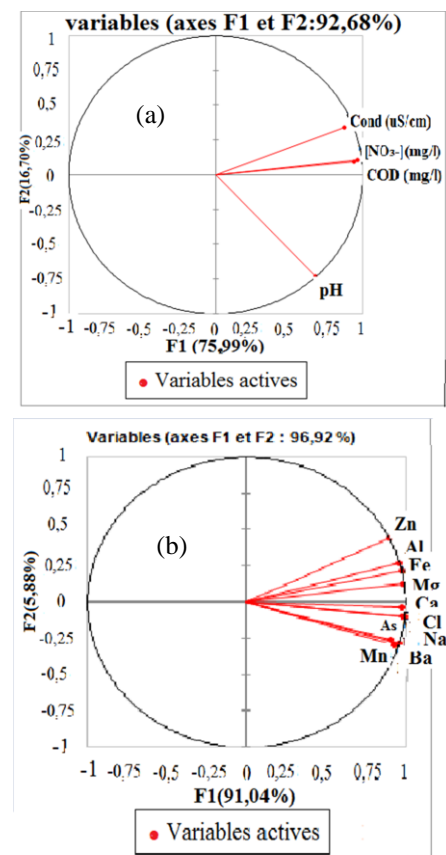 variables (axes F1 et F2:92,68%)
1
0,75
(a)
0,5
Cond (uS/cm)
0,25
[NO₃-] (mg/l)
0
COD (mg/l)
-0,25
-0,5
-0,75
pH
-1
F2(16,70%)
-1 -0,75 -0,5 -0,25 0 0,25 0,5 0,75 1
F1 (75,99%)
Variables actives
Variables (axes F1 et F2 : 96,92 %)
1
0,75
(b)
0,5
Zn
Al
0,25
Fe
Mg
0
Ca
As
Cl
-0,25
Na
Mn
Ba
-0,5
-0,75
-1
F2(5,88%)
-1 -0,75 -0,5 -0,25 0 0,25 0,5 0,75 1
F1(91,04%)
Variables actives